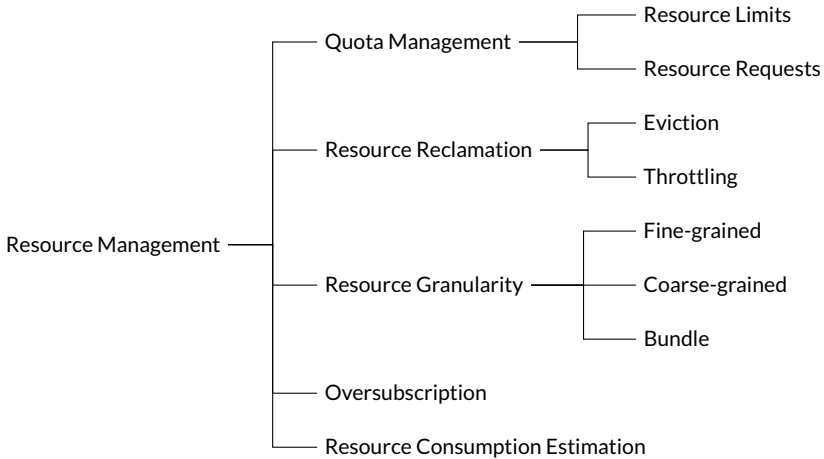 Resource Management
Quota Management
Resource Limits
Resource Requests
Resource Reclamation
Eviction
Throttling
Resource Granularity
Fine-grained
Coarse-grained
Bundle
Oversubscription
Resource Consumption Estimation